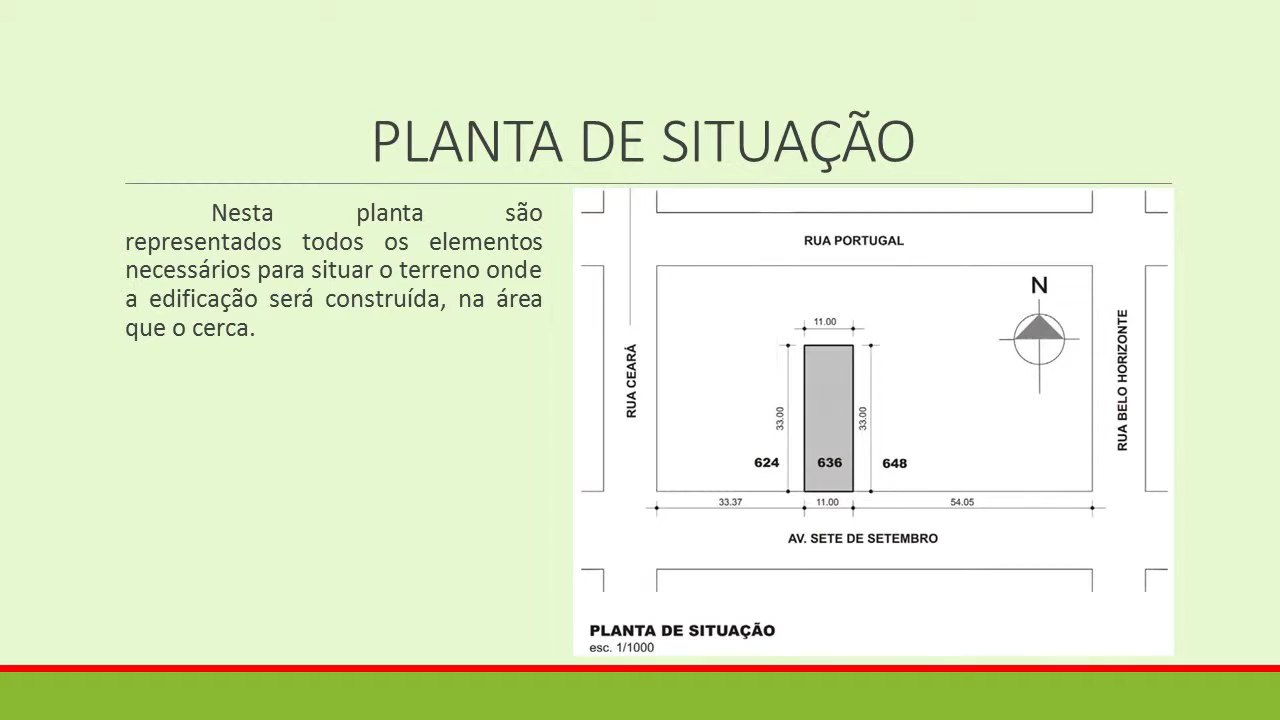 PLANTA DE SITUAÇÃO
Nesta planta são
representados todos os elementos
necessários para situar o terreno onde
a edificação será construída, na área
que o cerca.
RUA PORTUGAL
N
11.00
RUA CEARÁ
RUA BELO HORIZONTE
33.00
33.00
624
636
648
33.37
11.00
54.05
AV. SETE DE SETEMBRO
PLANTA DE SITUAÇÃO
esc. 1/1000